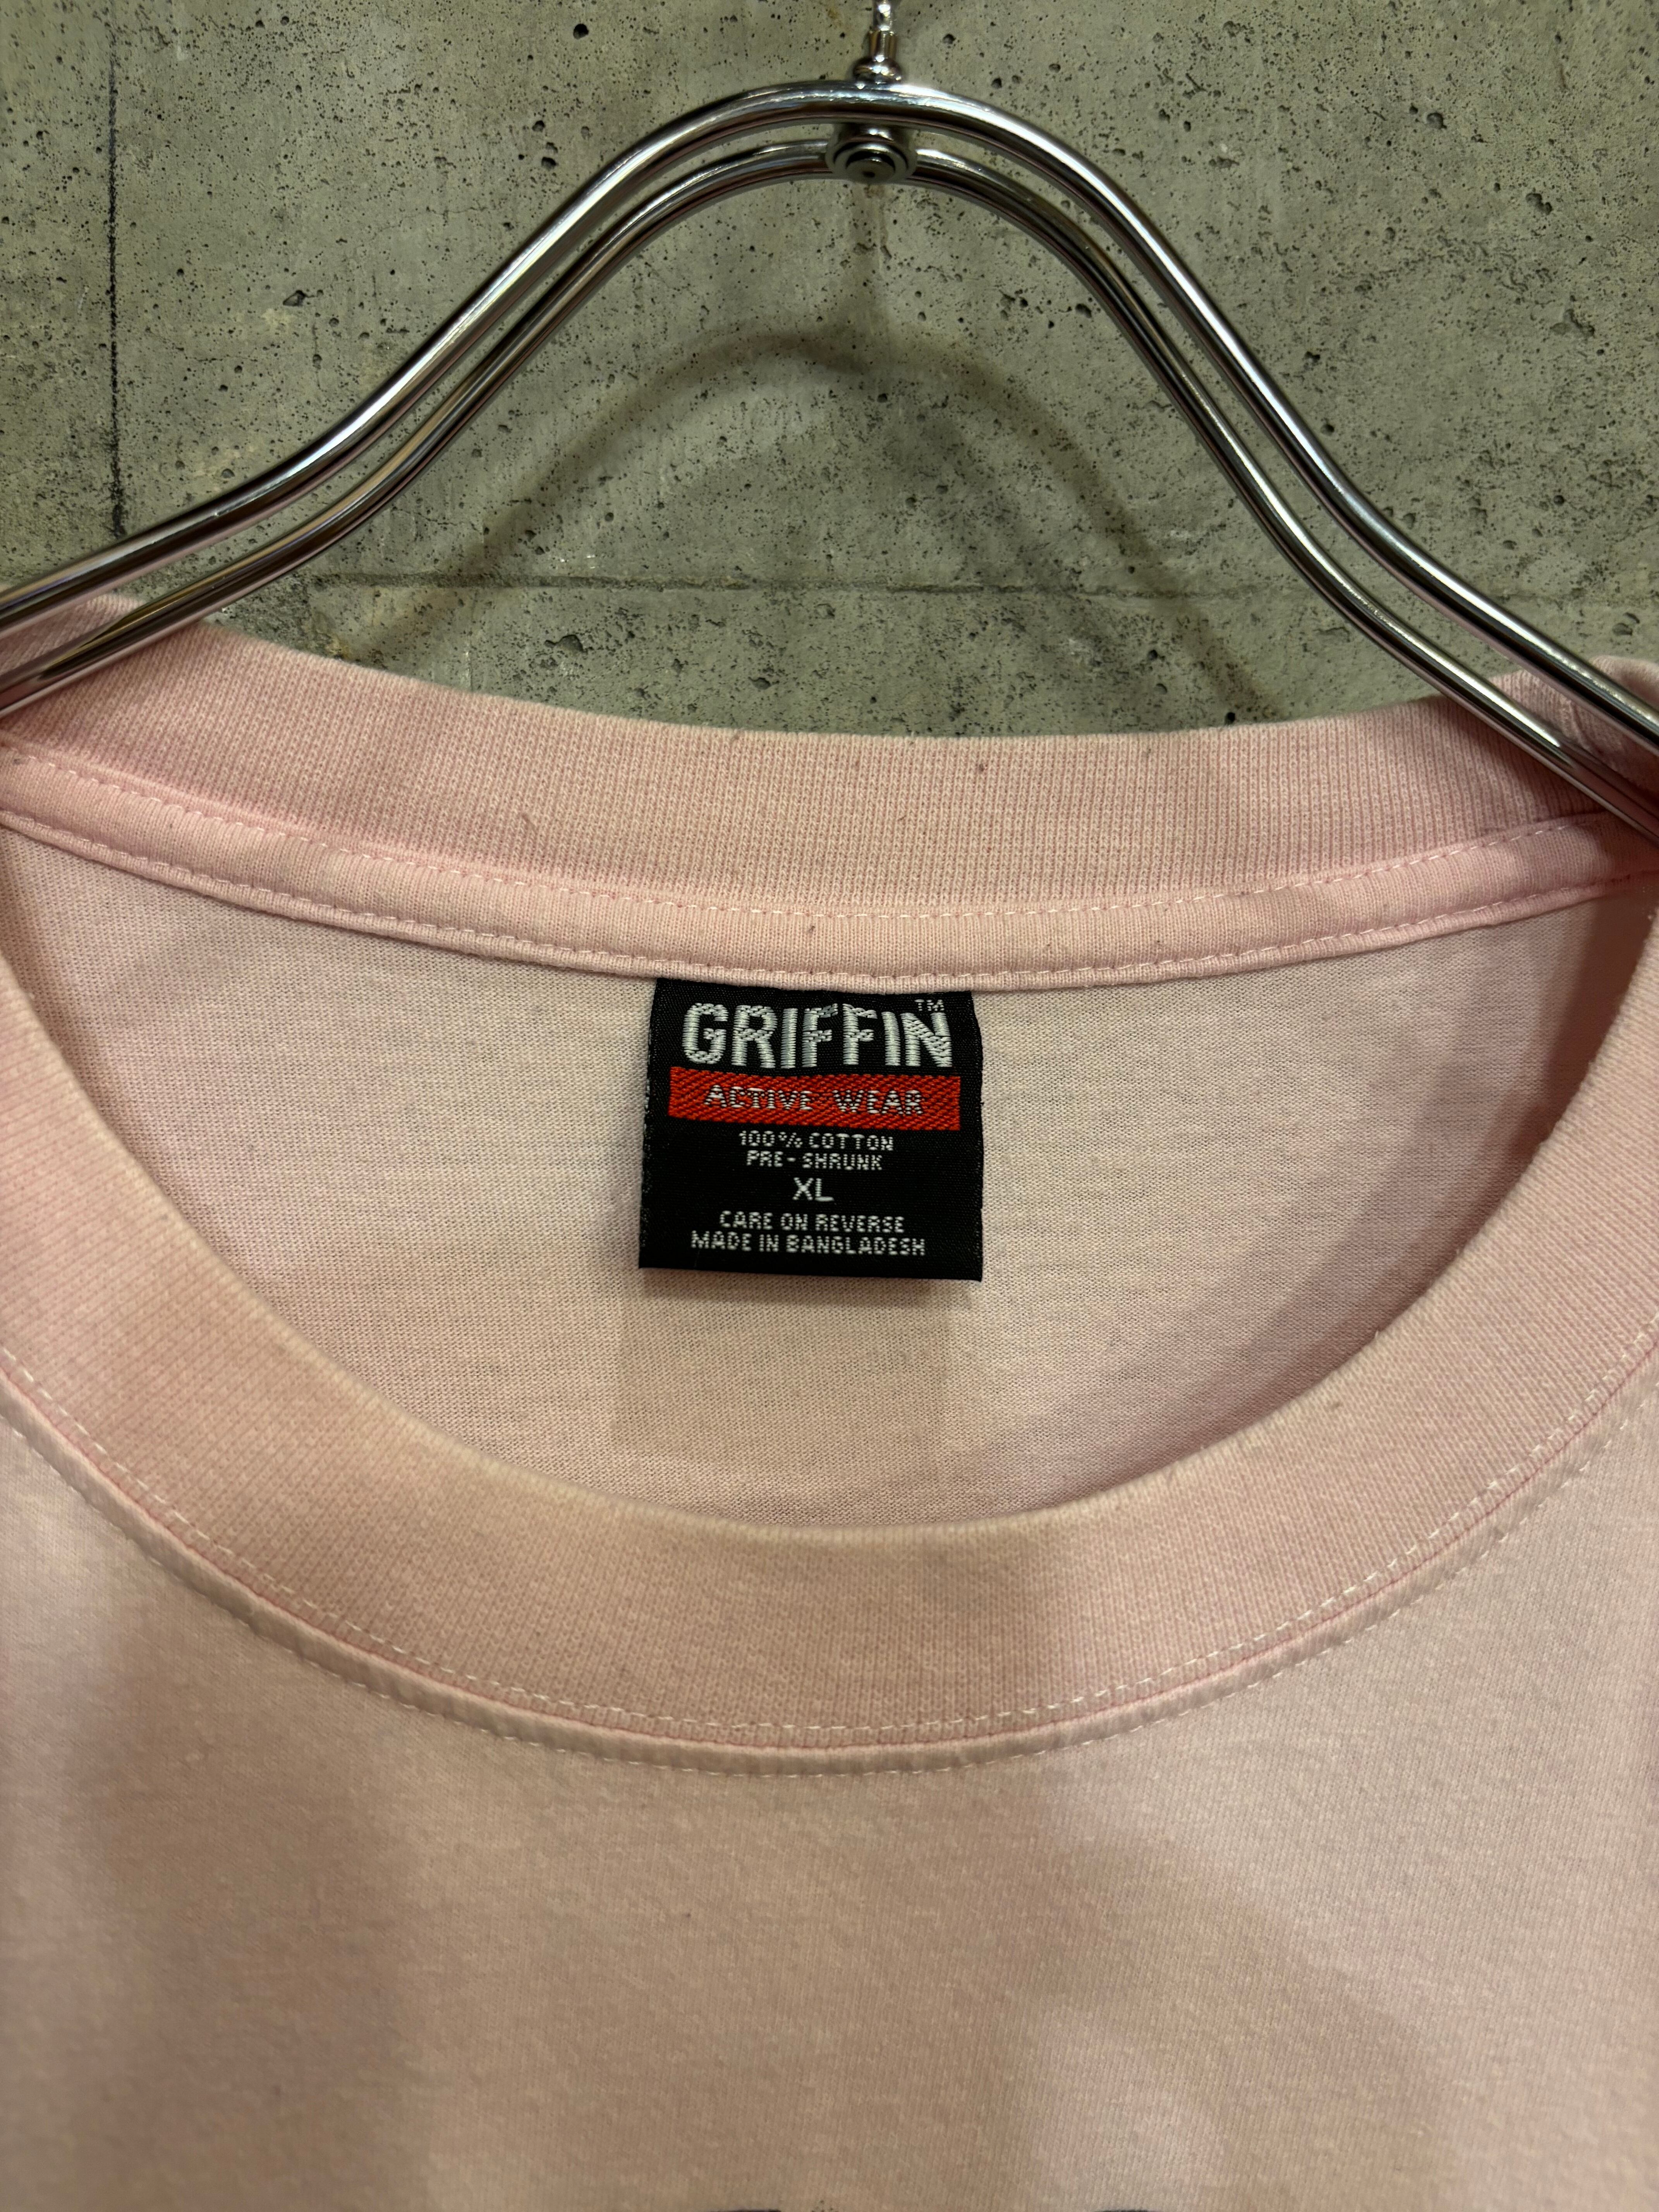 GRIFFIN™
ACTIVE WEAR
100% COTTON
PRE-SHRUNK
XL
CARE ON REVERSE
MADE IN BANGLADESH